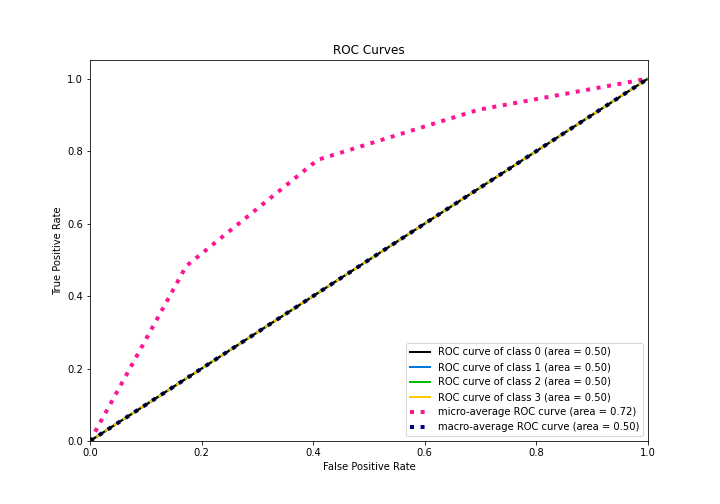 ROC Curves
True Positive Rate
1.0
0.8
0.6
0.4
0.2
0.0
0.0 0.2 0.4 0.6 0.8 1.0
False Positive Rate
ROC curve of class 0 (area = 0.50)
ROC curve of class 1 (area = 0.50)
ROC curve of class 2 (area = 0.50)
ROC curve of class 3 (area = 0.50)
micro-average ROC curve (area = 0.72)
macro-average ROC curve (area = 0.50)